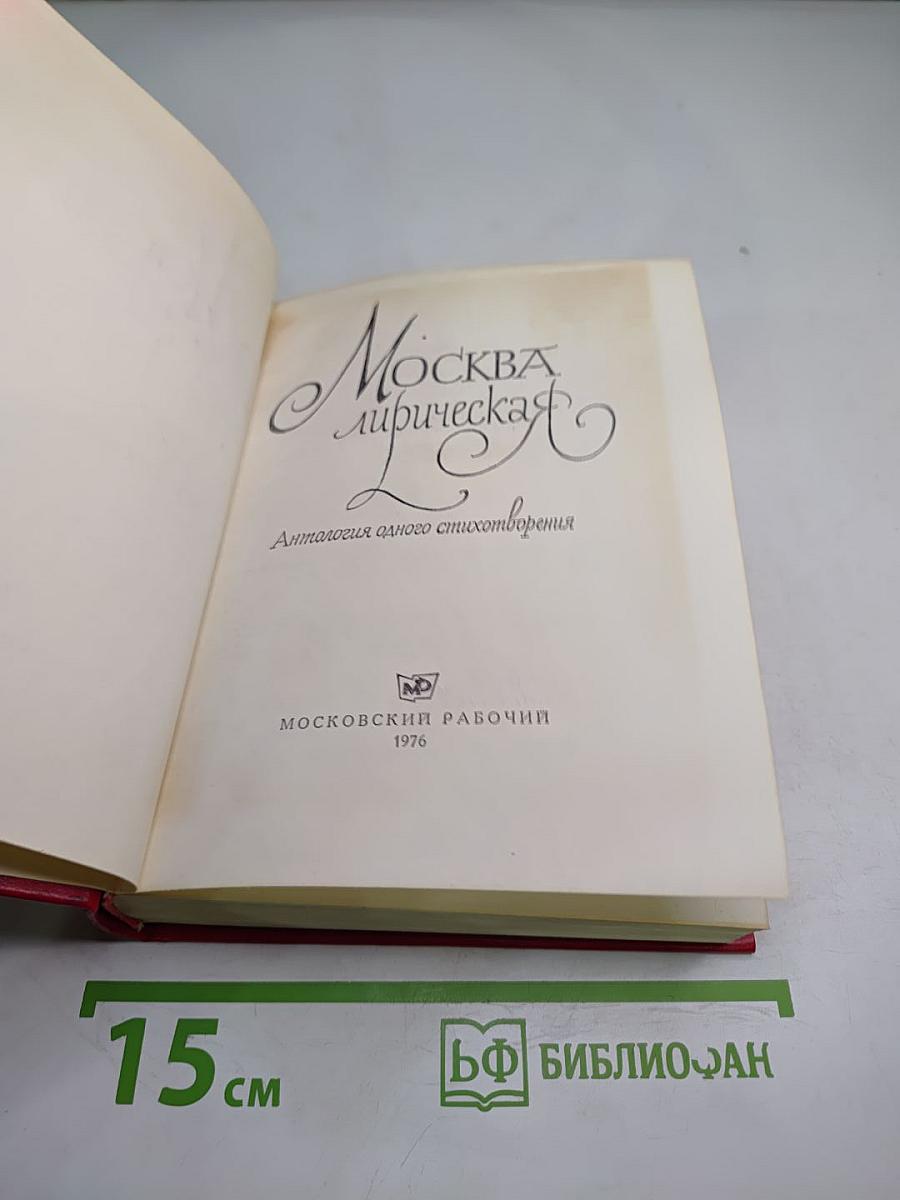 Москва
лирическая
Антология одного стихотворения
МР
МОСКОВСКИЙ РАБОЧИЙ
1976
15 см
БФ БИБЛИОФАН